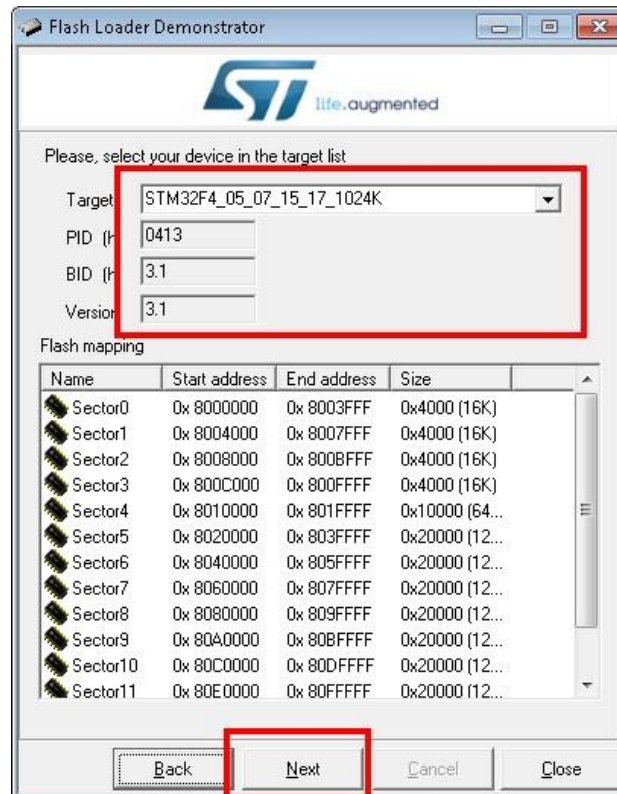 Flash Loader Demonstrator
ST life.augmented
Please, select your device in the target list
Target STM32F4_05_07_15_17_1024K
PID (h 0413
BID (h 3.1
Version 3.1
Flash mapping
Name Start address End address Size
Sector0 0x 8000000 0x 8003FFF 0x4000 (16K)
Sector1 0x 8004000 0x 8007FFF 0x4000 (16K)
Sector2 0x 8008000 0x 800BFFF 0x4000 (16K)
Sector3 0x 800C000 0x 800FFFF 0x4000 (16K)
Sector4 0x 8010000 0x 801FFFF 0x10000 (64...
Sector5 0x 8020000 0x 803FFFF 0x20000 (12...
Sector6 0x 8040000 0x 805FFFF 0x20000 (12...
Sector7 0x 8060000 0x 807FFFF 0x20000 (12...
Sector8 0x 8080000 0x 809FFFF 0x20000 (12...
Sector9 0x 80A0000 0x 80BFFFF 0x20000 (12...
Sector10 0x 80C0000 0x 80DFFFF 0x20000 (12...
Sector11 0x 80E0000 0x 80FFFFF 0x20000 (12...
Back Next Cancel Close